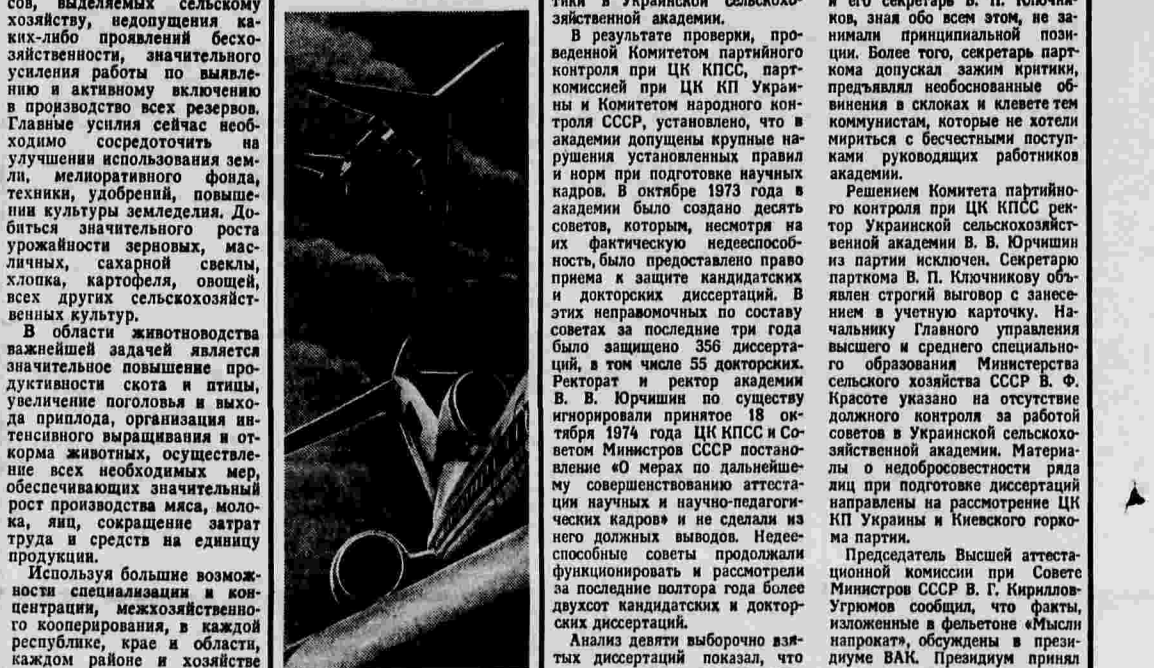 сов, выделяемых сельскому
хозяйству, недопущения ка-
ких-либо проявлений бесхо-
зяйственности, значительного
усиления работы по выявле-
нию и активному включению
в производство всех резервов.
Главные усилия сейчас необ-
ходимо сосредоточить на
улучшении использования зем-
ли, мелиоративного фонда,
техники, удобрений, повыше-
нии культуры земледелия. До-
биться значительного роста
урожайности зерновых, мас-
личных, сахарной свеклы,
хлопка, картофеля, овощей,
всех других сельскохозяйст-
венных культур.
В области животноводства
важнейшей задачей является
значительное повышение про-
дуктивности скота и птицы,
увеличение поголовья и выхо-
да приплода, организация ин-
тенсивного выращивания и от-
корма животных, осуществле-
ние всех необходимых мер,
обеспечивающих значительный
рост производства мяса, моло-
ка, яиц, сокращение затрат
труда и средств на единицу
продукции.
Используя большие возмож-
ности специализации и кон-
центрации, межхозяйственно-
го кооперирования, в каждой
республике, крае и области,
каждом районе и хозяйстве
тики в Украинской сельскохо-
зяйственной академии.
В результате проверки, про-
веденной Комитетом партийного
контроля при ЦК КПСС, парт-
комиссией при ЦК КП Украи-
ны и Комитетом народного кон-
троля СССР, установлено, что в
академии допущены крупные на-
рушения установленных правил
и норм при подготовке научных
кадров. В октябре 1973 года в
академии было создано десять
советов, которым, несмотря на
их фактическую недееспособ-
ность, было предоставлено право
приема к защите кандидатских
и докторских диссертаций. В
этих неправомочных по составу
советах за последние три года
было защищено 356 диссерта-
ций, в том числе 55 докторских.
Ректорат и ректор академии
В. В. Юрчишин по существу
игнорировали принятое 18 ок-
тября 1974 года ЦК КПСС и Со-
ветом Министров СССР постано-
вление «О мерах по дальнейше-
му совершенствованию аттеста-
ции научных и научно-педагоги-
ческих кадров» и не сделали из
него должных выводов. Недее-
способные советы продолжали
функционировать и рассмотрели
за последние полтора года более
двухсот кандидатских и доктор-
ских диссертаций.
Анализ девяти выборочно взя-
тых диссертаций показал, что
и его секретарь В. П. Ключни-
ков, зная обо всем этом, не за-
нимали принципиальной пози-
ции. Более того, секретарь парт-
кома допускал зажим критики,
предъявлял необоснованные об-
винения в склоках и клевете тем
коммунистам, которые не хотели
мириться с бесчестными поступ-
ками руководящих работников
академии.
Решением Комитета партийно-
го контроля при ЦК КПСС рек-
тор Украинской сельскохозяйст-
венной академии В. В. Юрчишин
из партии исключен. Секретарю
парткома В. П. Ключникову объ-
явлен строгий выговор с занесе-
нием в учетную карточку. На-
чальнику Главного управления
высшего и среднего специально-
го образования Министерства
сельского хозяйства СССР В. Ф.
Красоте указано на отсутствие
должного контроля за работой
советов в Украинской сельскохо-
зяйственной академии. Материа-
лы о недобросовестности ряда
лиц при подготовке диссертаций
направлены на рассмотрение ЦК
КП Украины и Киевского горко-
ма партии.
Председатель Высшей аттеста-
ционной комиссии при Совете
Министров СССР В. Г. Кириллов-
Угрюмов сообщил, что факты,
изложенные в фельетоне «Мысли
напрокат», обсуждены в прези-
диуме ВАК. Президиум принял